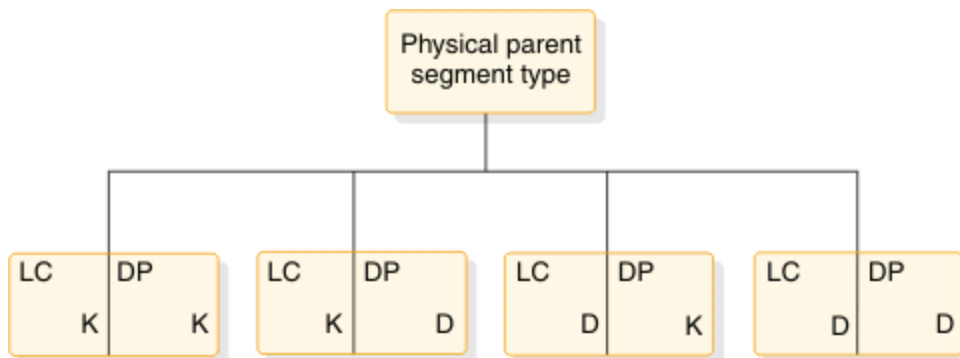 Physical parent
segment type
LC DP LC DP LC DP LC DP
K K K D D K D D